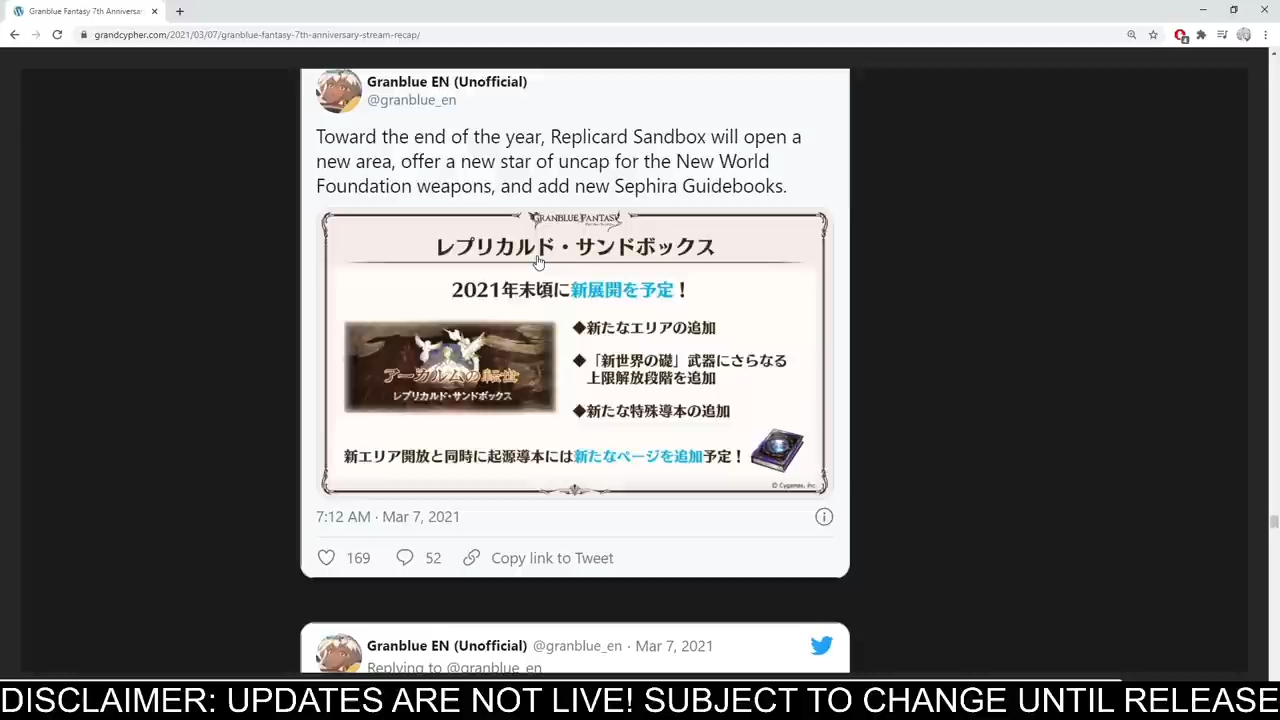 Granblue Fantasy 7th Anniversa
grandcypher.com/2021/03/07/granblue-fantasy-7th-anniversary-stream-recap/
Granblue EN (Unofficial)
@granblue_en
Toward the end of the year, Replicard Sandbox will open a
new area, offer a new star of uncap for the New World
Foundation weapons, and add new Sephira Guidebooks.
GRANBLUE FANTASY
レプリカルド・サンドボックス
2021年末頃に新展開を予定！
◆新たなエリアの追加
◆「新世界の礎」武器にさらなる
上限解放段階を追加
アーカルムの転世
レプリカルド・サンドボックス
◆新たな特殊導本の追加
新エリア開放と同時に起源導本には新たなページを追加予定！
© Cygames, Inc.
7:12 AM · Mar 7, 2021
169
52
Copy link to Tweet
Granblue EN (Unofficial) @granblue_en · Mar 7, 2021
Replying to @granblue_en
DISCLAIMER: UPDATES ARE NOT LIVE! SUBJECT TO CHANGE UNTIL RELEASE